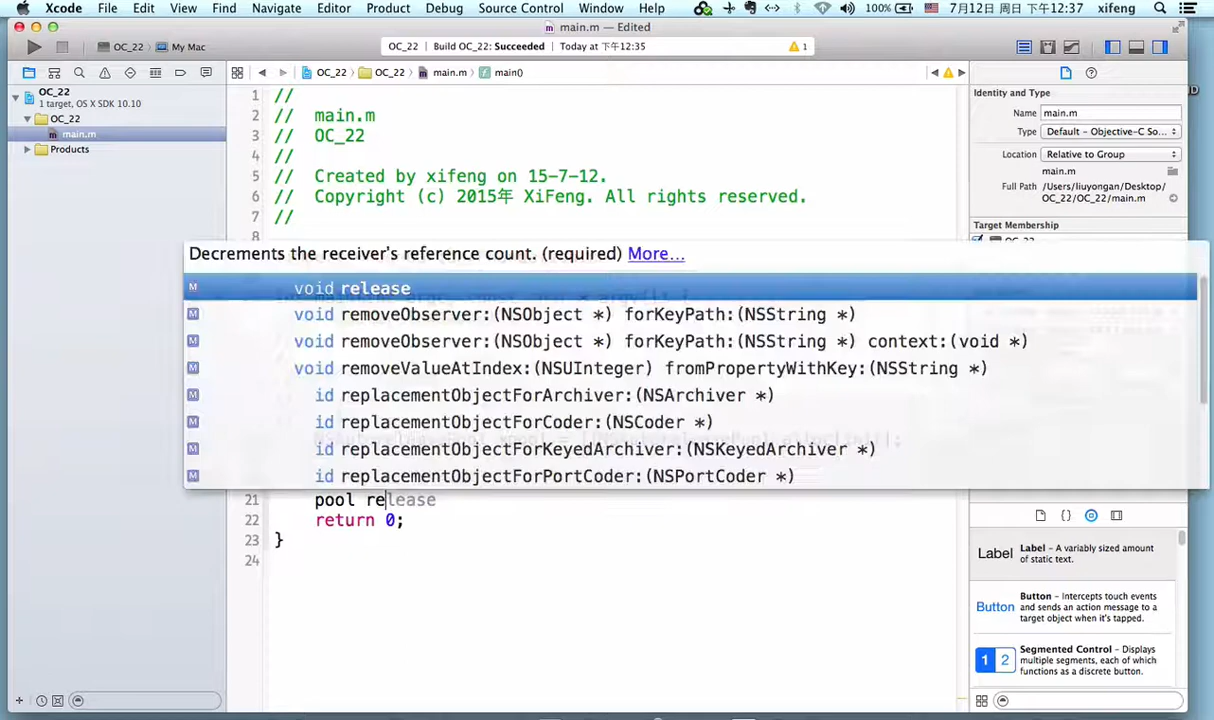 Xcode File Edit View Find Navigate Editor Product Debug Source Control Window Help 100% 7月12日 周日 下午12:37 xifeng
main.m — Edited
OC_22 My Mac
OC_22 Build OC_22: Succeeded Today at 下午12:35 1
OC_22 OC_22 main.m main()
OC_22
1 target, OS X SDK 10.10
OC_22
main.m
Products
1 //
2 // main.m
3 // OC_22
4 //
5 // Created by xifeng on 15-7-12.
6 // Copyright (c) 2015年 XiFeng. All rights reserved.
7 //
8
Decrements the receiver's reference count. (required) More...
M void release
M void removeObserver:(NSObject *) forKeyPath:(NSString *)
M void removeObserver:(NSObject *) forKeyPath:(NSString *) context:(void *)
M void removeValueAtIndex:(NSUInteger) fromPropertyWithKey:(NSString *)
M id replacementObjectForArchiver:(NSArchiver *)
M id replacementObjectForCoder:(NSCoder *)
M id replacementObjectForKeyedArchiver:(NSKeyedArchiver *)
M id replacementObjectForPortCoder:(NSPortCoder *)
21 pool release
22 return 0;
23 }
24
Identity and Type
Name main.m
Type Default - Objective-C So...
Location Relative to Group
main.m
Full Path /Users/liuyongan/Desktop/
OC_22/OC_22/main.m
Target Membership
OC_22
Label Label – A variably sized amount
of static text.
Button Button – Intercepts touch events
and sends an action message to a
target object when it's tapped.
1 2 Segmented Control – Displays
multiple segments, each of which
functions as a discrete button.